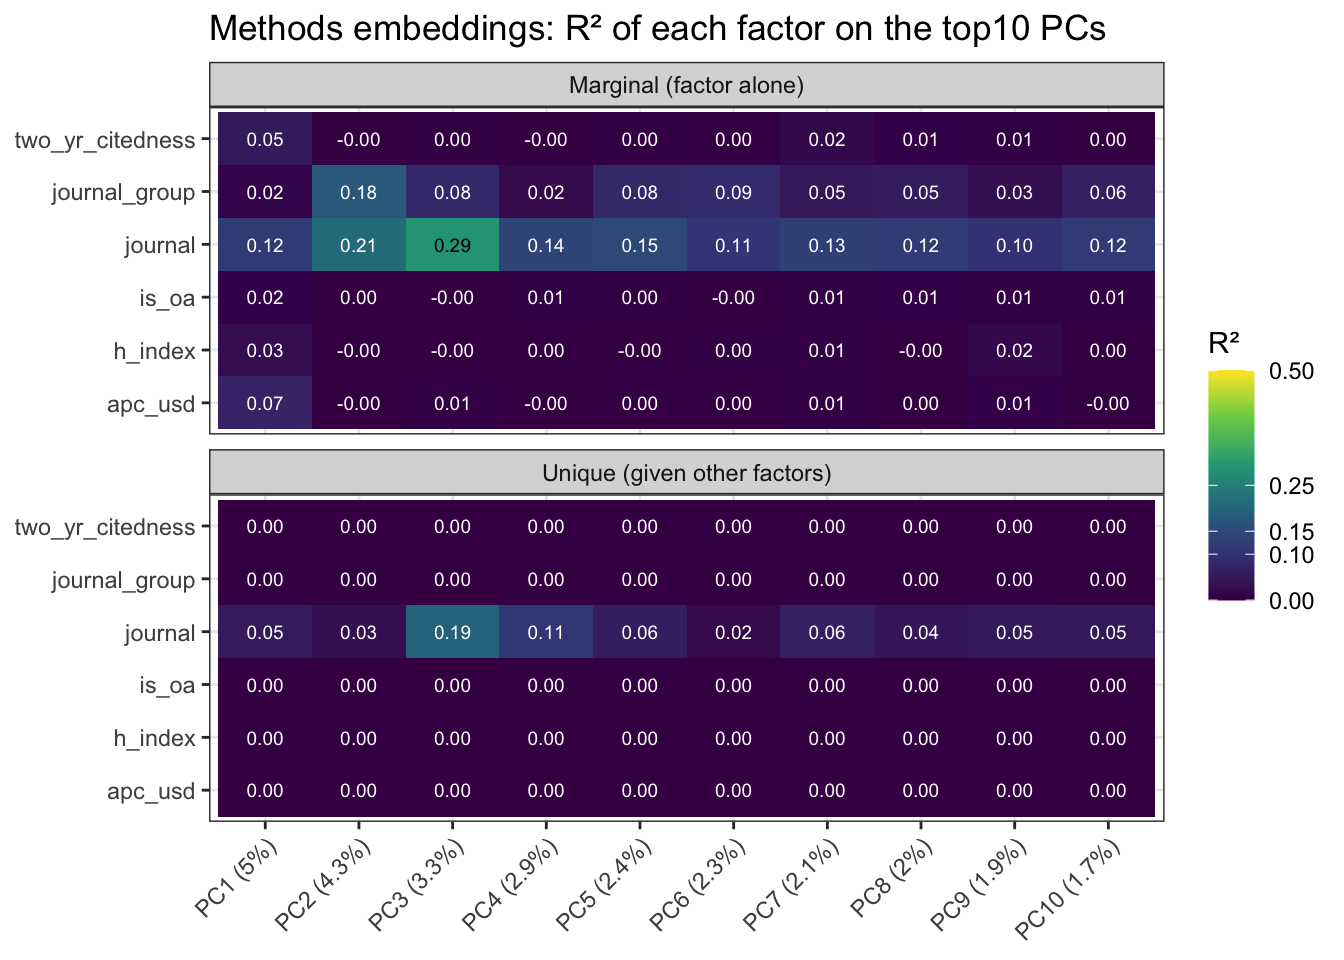 Methods embeddings: R² of each factor on the top10 PCs
Marginal (factor alone)
two_yr_citedness 0.05 -0.00 0.00 -0.00 0.00 0.00 0.02 0.01 0.01 0.00
journal_group 0.02 0.18 0.08 0.02 0.08 0.09 0.05 0.05 0.03 0.06
journal 0.12 0.21 0.29 0.14 0.15 0.11 0.13 0.12 0.10 0.12
is_oa 0.02 0.00 -0.00 0.01 0.00 -0.00 0.01 0.01 0.01 0.01
h_index 0.03 -0.00 -0.00 0.00 -0.00 0.00 0.01 -0.00 0.02 0.00
apc_usd 0.07 -0.00 0.01 -0.00 0.00 0.00 0.01 0.00 0.01 -0.00
Unique (given other factors)
two_yr_citedness 0.00 0.00 0.00 0.00 0.00 0.00 0.00 0.00 0.00 0.00
journal_group 0.00 0.00 0.00 0.00 0.00 0.00 0.00 0.00 0.00 0.00
journal 0.05 0.03 0.19 0.11 0.06 0.02 0.06 0.04 0.05 0.05
is_oa 0.00 0.00 0.00 0.00 0.00 0.00 0.00 0.00 0.00 0.00
h_index 0.00 0.00 0.00 0.00 0.00 0.00 0.00 0.00 0.00 0.00
apc_usd 0.00 0.00 0.00 0.00 0.00 0.00 0.00 0.00 0.00 0.00
PC1 (5%) PC2 (4.3%) PC3 (3.3%) PC4 (2.9%) PC5 (2.4%) PC6 (2.3%) PC7 (2.1%) PC8 (2%) PC9 (1.9%) PC10 (1.7%)
R²
0.50
0.25
0.15
0.10
0.00